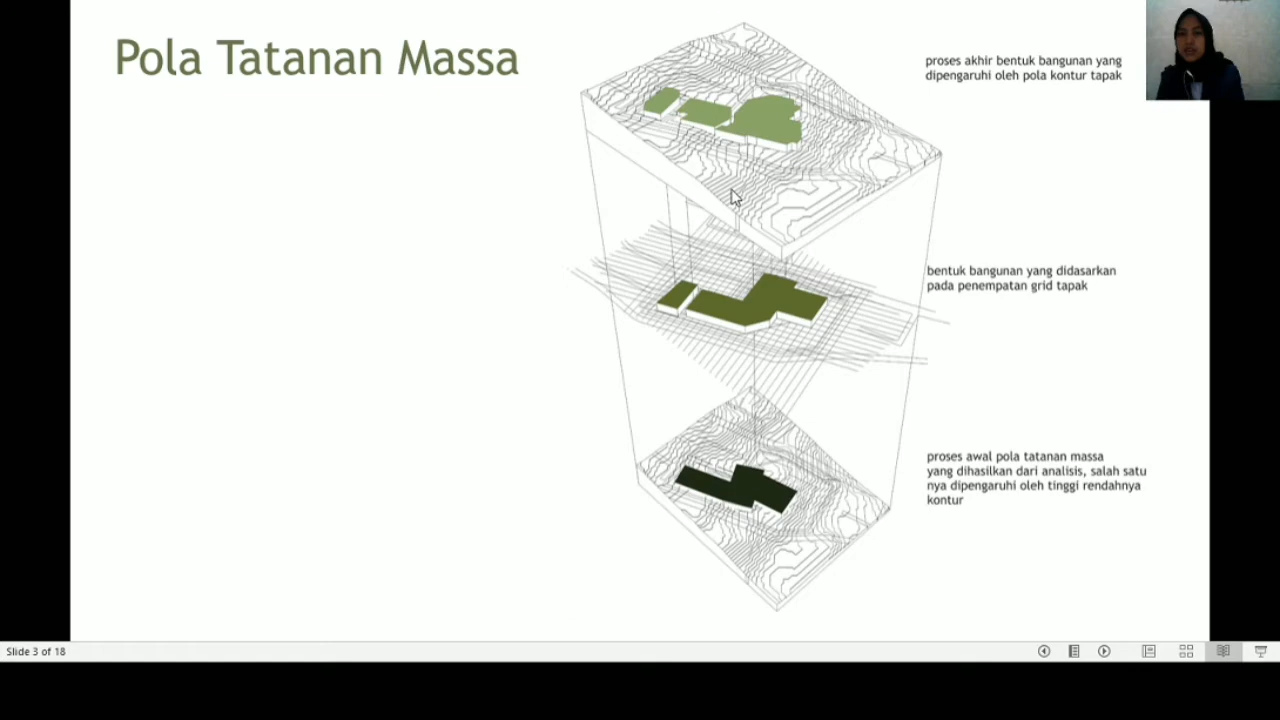 Pola Tatanan Massa
proses akhir bentuk bangunan yang
dipengaruhi oleh pola kontur tapak
bentuk bangunan yang didasarkan
pada penempatan grid tapak
proses awal pola tatanan massa
yang dihasilkan dari analisis, salah satu
nya dipengaruhi oleh tinggi rendahnya
kontur
Slide 3 of 18